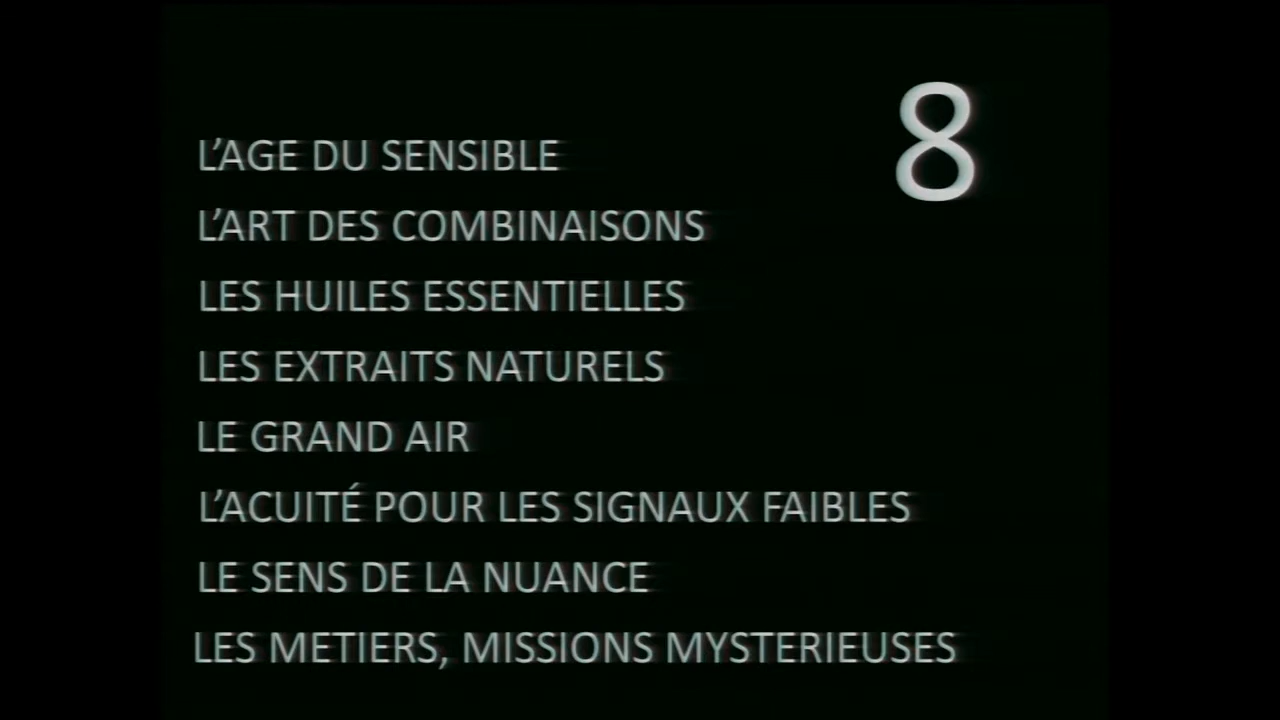 8
L’AGE DU SENSIBLE
L’ART DES COMBINAISONS
LES HUILES ESSENTIELLES
LES EXTRAITS NATURELS
LE GRAND AIR
L’ACUITÉ POUR LES SIGNAUX FAIBLES
LE SENS DE LA NUANCE
LES METIERS, MISSIONS MYSTERIEUSES